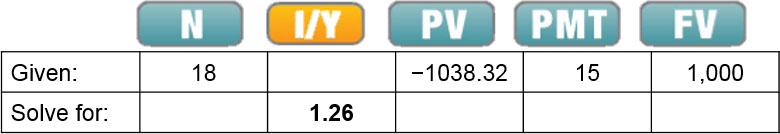 N I/Y PV PMT FV
Given: 18 −1038.32 15 1,000
Solve for: 1.26